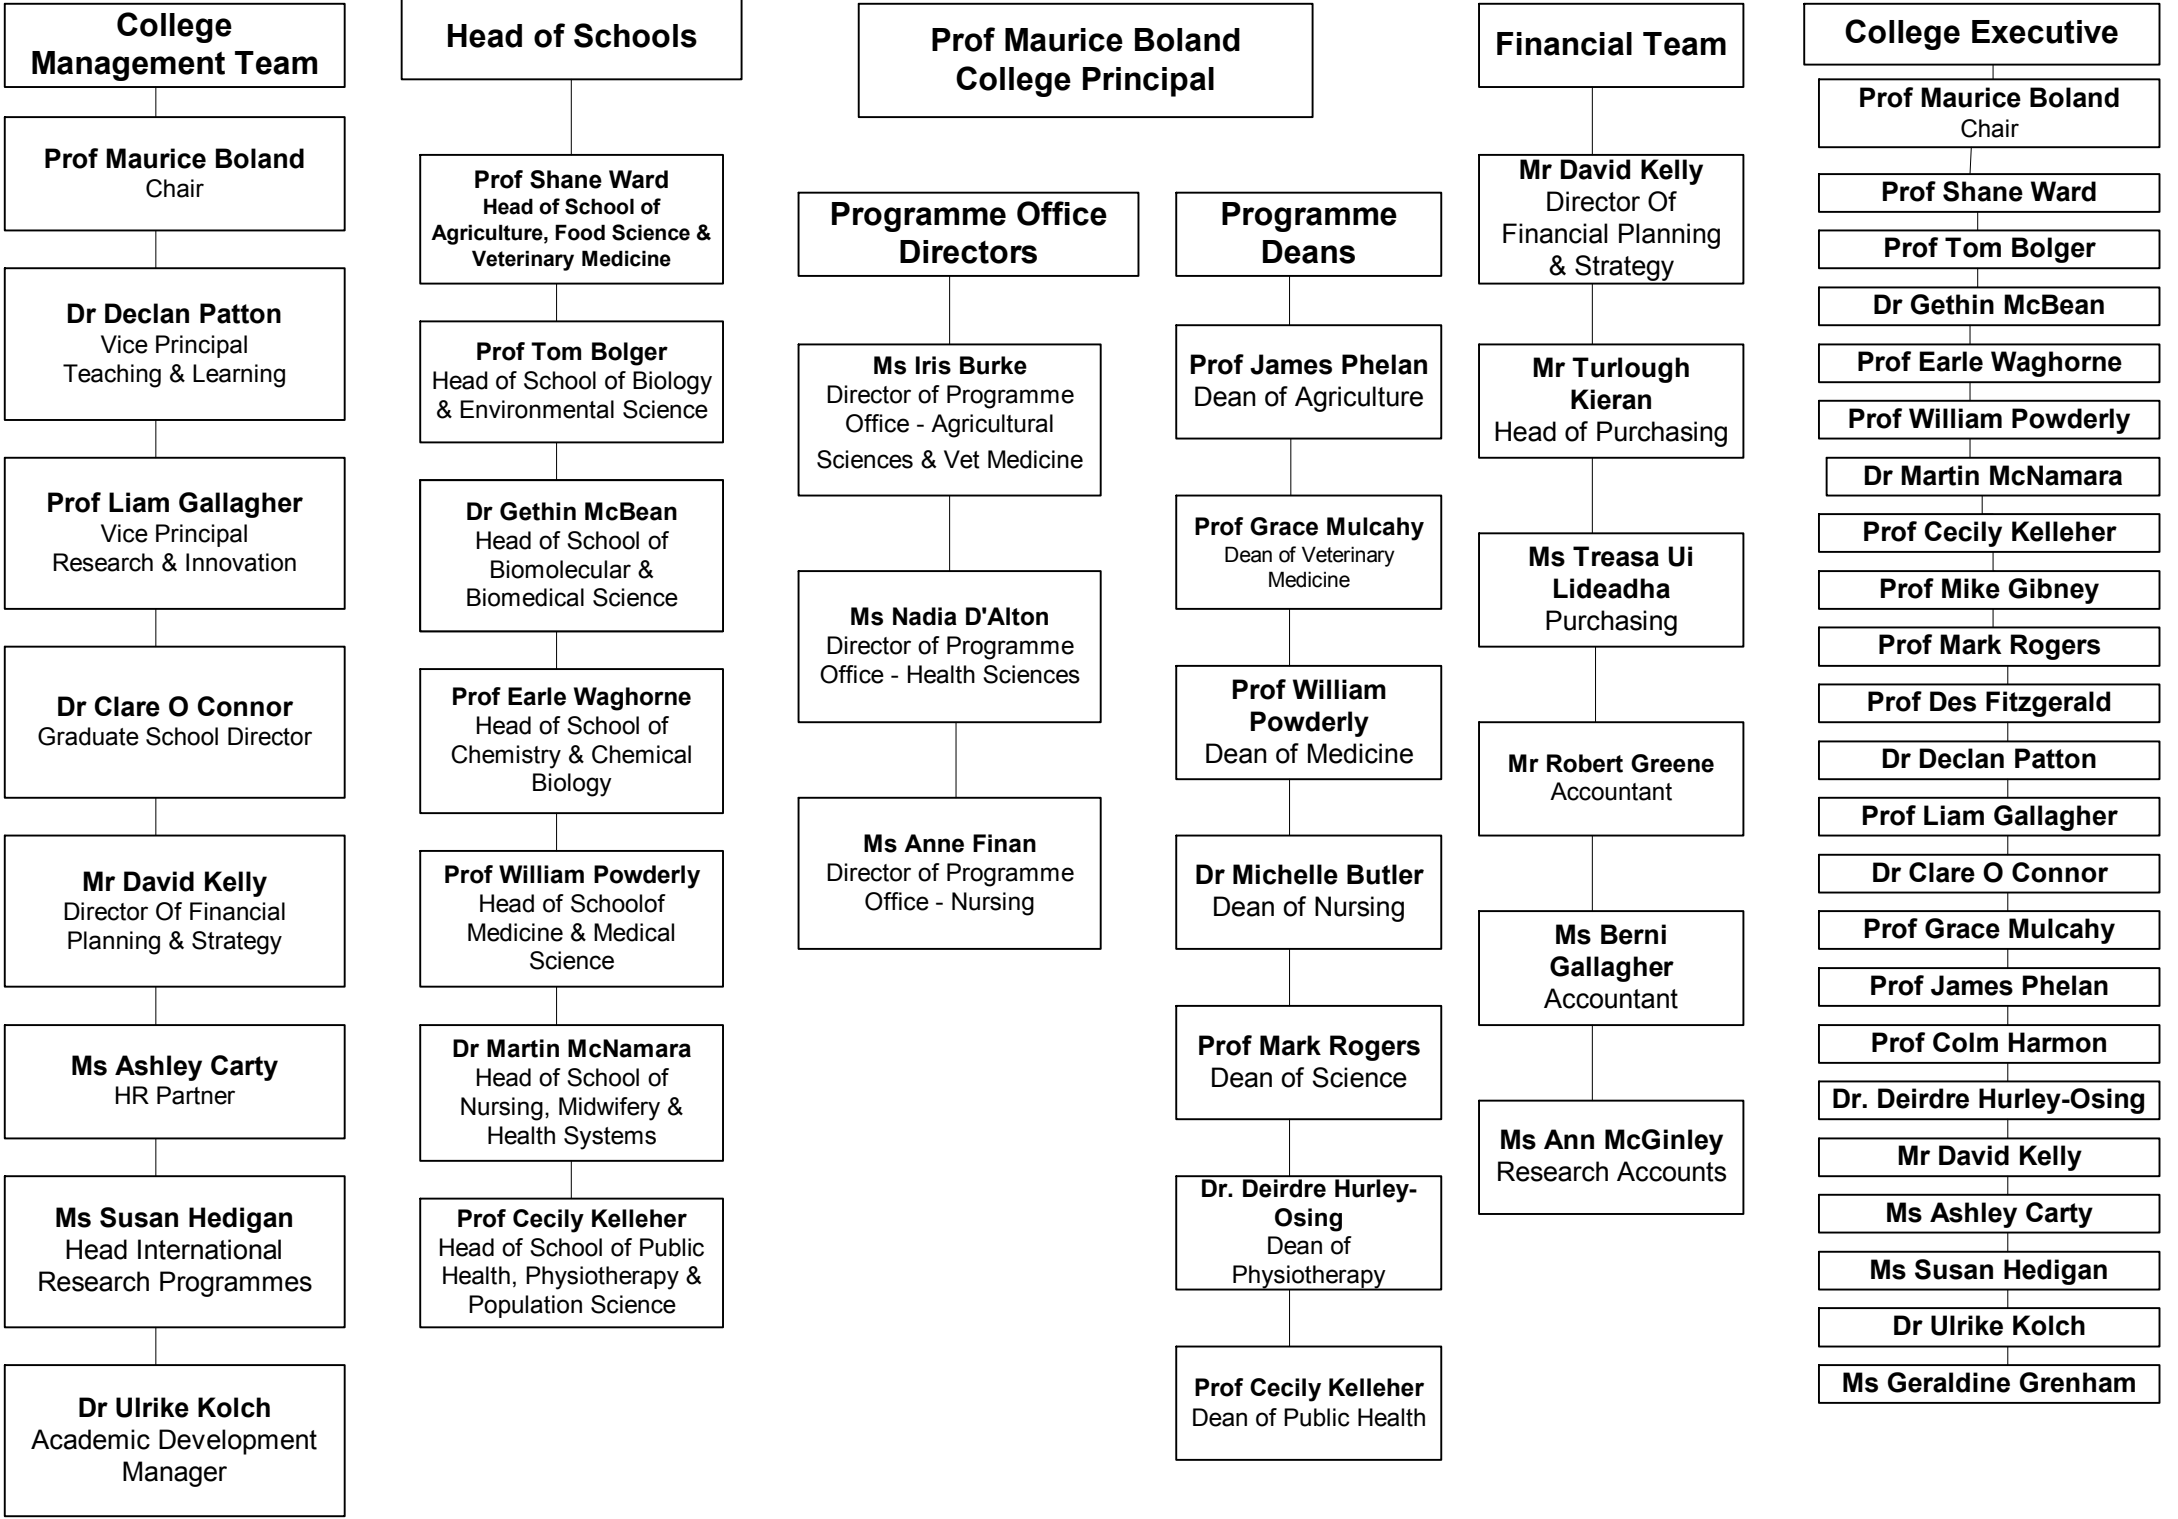 College
Management Team
Prof Maurice Boland
Chair
Dr Declan Patton
Vice Principal
Teaching & Learning
Prof Liam Gallagher
Vice Principal
Research & Innovation
Dr Clare O Connor
Graduate School Director
Mr David Kelly
Director Of Financial
Planning & Strategy
Ms Ashley Carty
HR Partner
Ms Susan Hedigan
Head International
Research Programmes
Dr Ulrike Kolch
Academic Development
Manager
Head of Schools
Prof Shane Ward
Head of School of
Agriculture, Food Science &
Veterinary Medicine
Prof Tom Bolger
Head of School of Biology
& Environmental Science
Dr Gethin McBean
Head of School of
Biomolecular &
Biomedical Science
Prof Earle Waghorne
Head of School of
Chemistry & Chemical
Biology
Prof William Powderly
Head of Schoolof
Medicine & Medical
Science
Dr Martin McNamara
Head of School of
Nursing, Midwifery &
Health Systems
Prof Cecily Kelleher
Head of School of Public
Health, Physiotherapy &
Population Science
Prof Maurice Boland
College Principal
Programme Office
Directors
Ms Iris Burke
Director of Programme
Office - Agricultural
Sciences & Vet Medicine
Ms Nadia D'Alton
Director of Programme
Office - Health Sciences
Ms Anne Finan
Director of Programme
Office - Nursing
Programme
Deans
Prof James Phelan
Dean of Agriculture
Prof Grace Mulcahy
Dean of Veterinary
Medicine
Prof William
Powderly
Dean of Medicine
Dr Michelle Butler
Dean of Nursing
Prof Mark Rogers
Dean of Science
Dr. Deirdre Hurley-
Osing
Dean of
Physiotherapy
Prof Cecily Kelleher
Dean of Public Health
Financial Team
Mr David Kelly
Director Of
Financial Planning
& Strategy
Mr Turlough
Kieran
Head of Purchasing
Ms Treasa Ui
Lideadha
Purchasing
Mr Robert Greene
Accountant
Ms Berni
Gallagher
Accountant
Ms Ann McGinley
Research Accounts
College Executive
Prof Maurice Boland
Chair
Prof Shane Ward
Prof Tom Bolger
Dr Gethin McBean
Prof Earle Waghorne
Prof William Powderly
Dr Martin McNamara
Prof Cecily Kelleher
Prof Mike Gibney
Prof Mark Rogers
Prof Des Fitzgerald
Dr Declan Patton
Prof Liam Gallagher
Dr Clare O Connor
Prof Grace Mulcahy
Prof James Phelan
Prof Colm Harmon
Dr. Deirdre Hurley-Osing
Mr David Kelly
Ms Ashley Carty
Ms Susan Hedigan
Dr Ulrike Kolch
Ms Geraldine Grenham